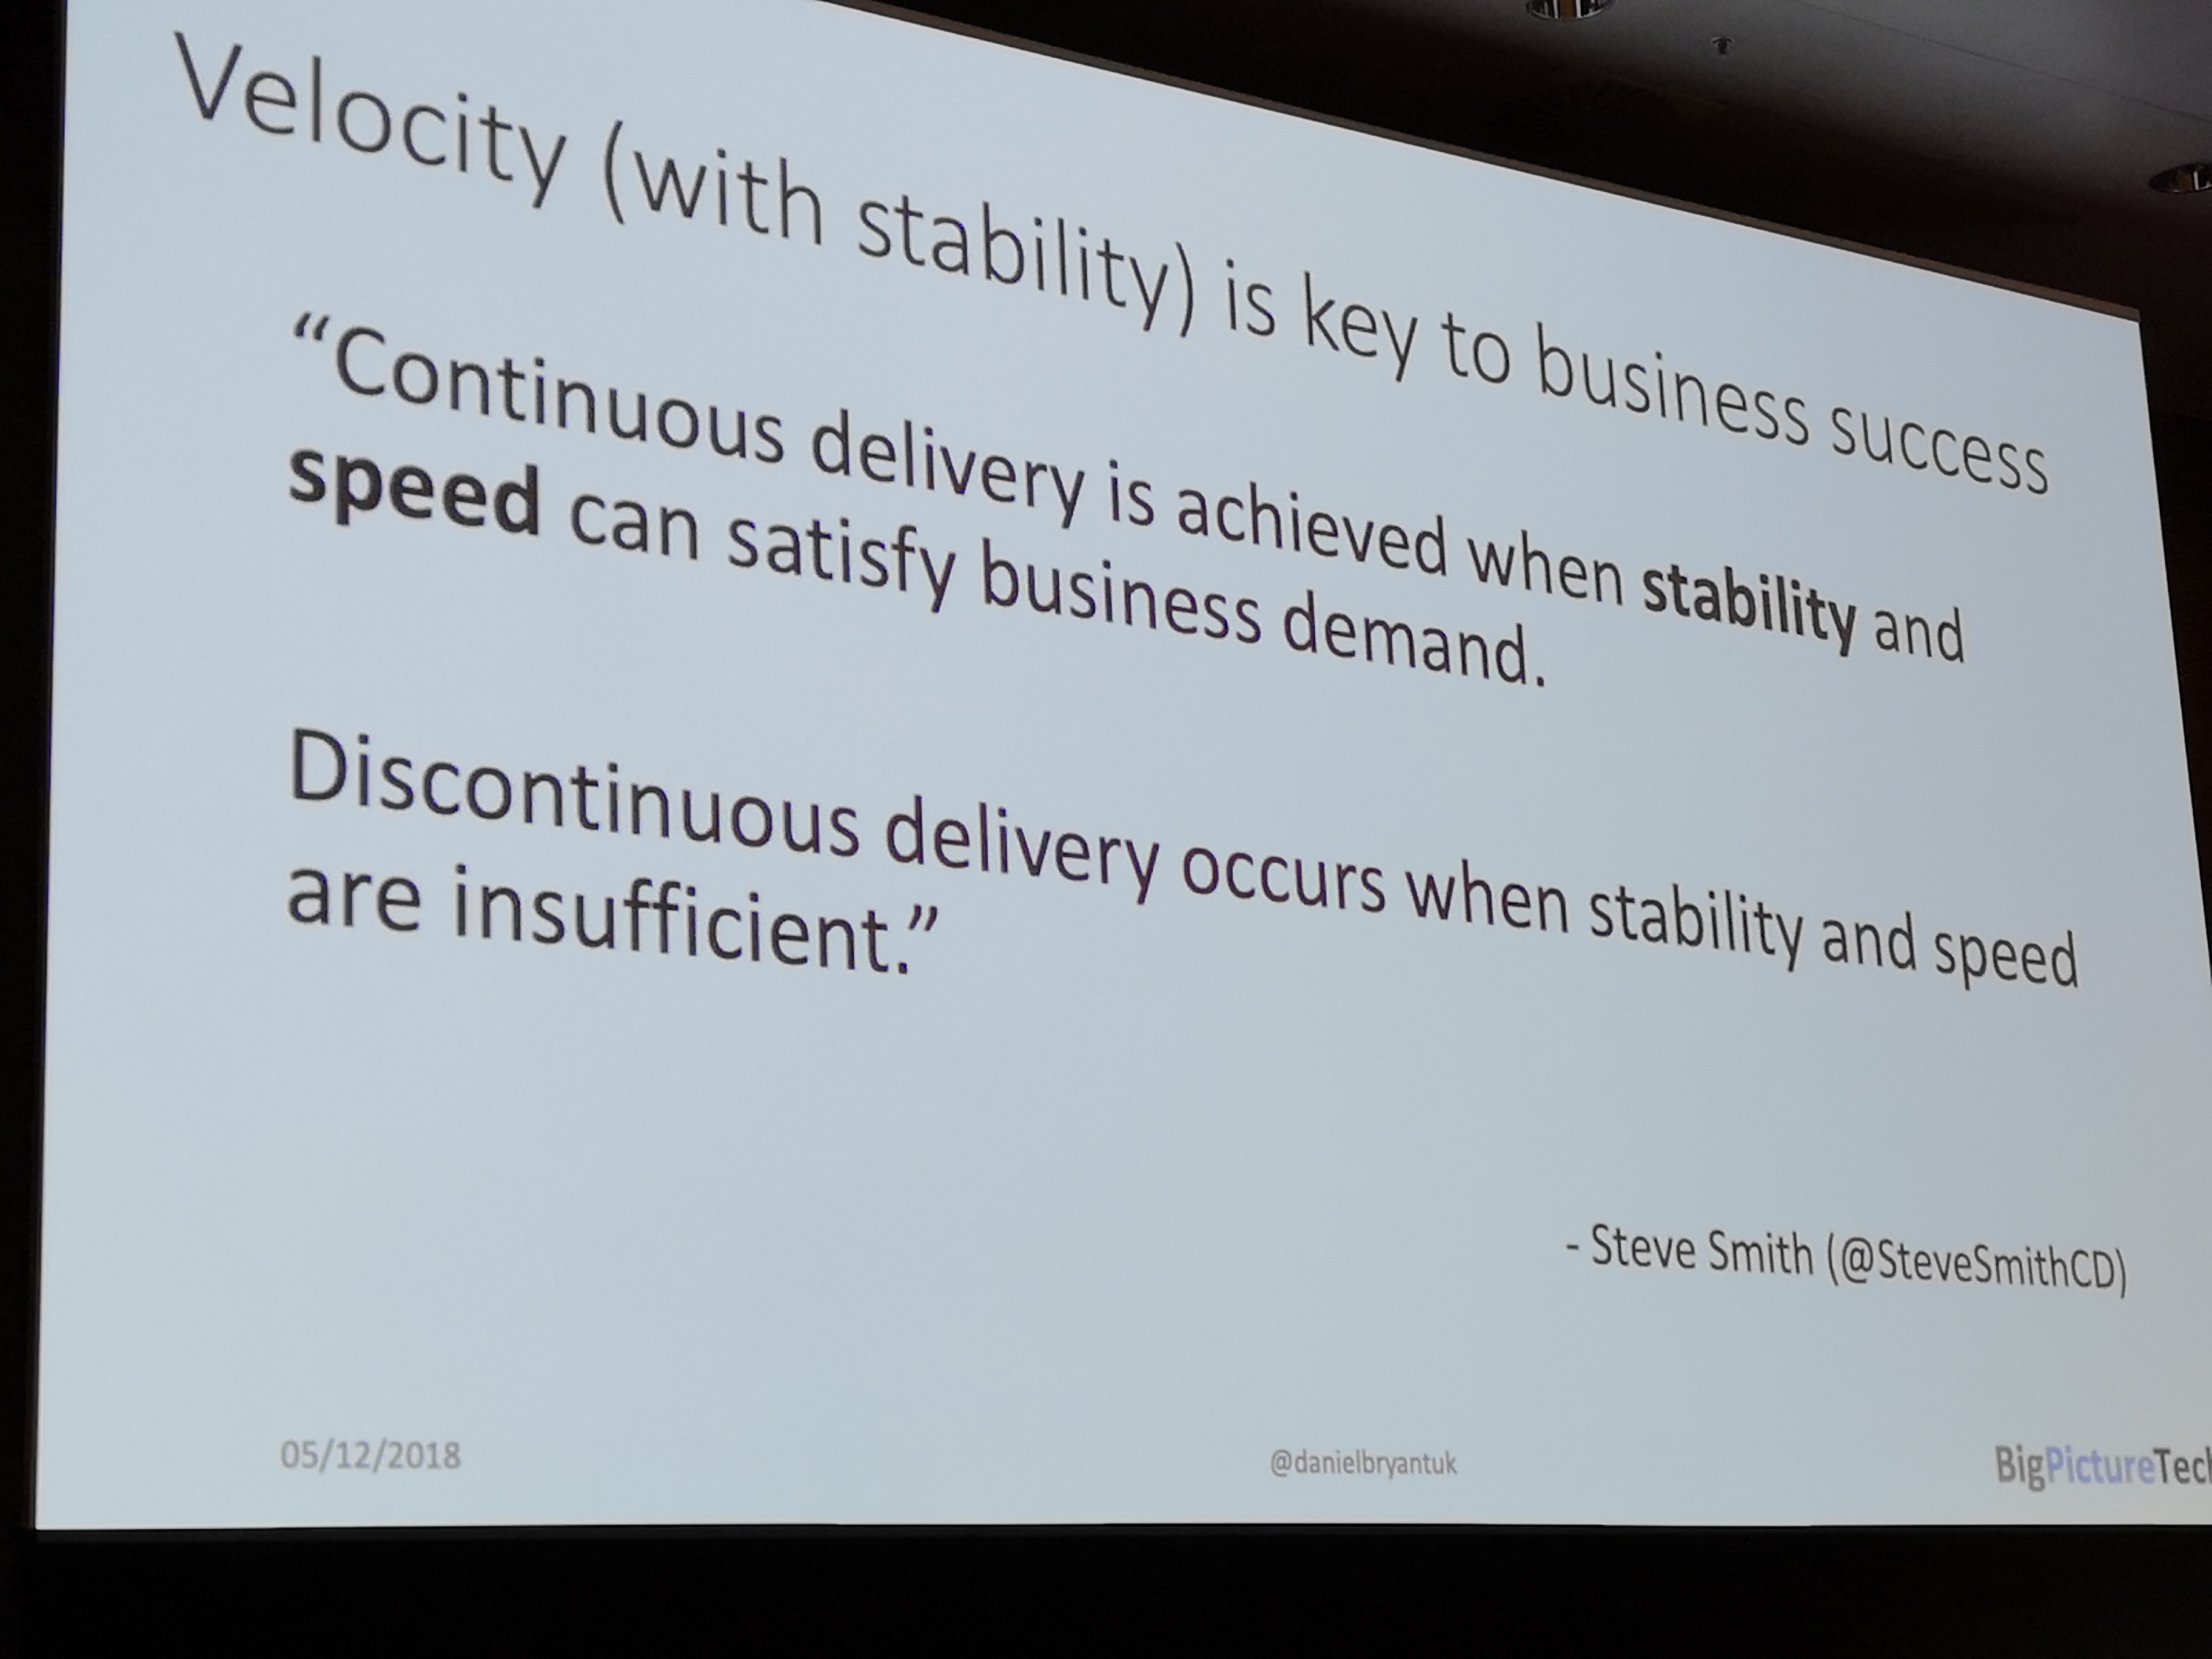 Velocity (with stability) is key to business success
“Continuous delivery is achieved when stability and
speed can satisfy business demand.
Discontinuous delivery occurs when stability and speed
are insufficient.”
- Steve Smith (@SteveSmithCD)
05/12/2018
@danielbryantuk
BigPictureTech